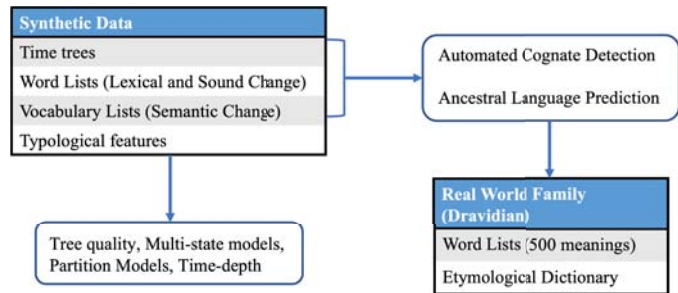 Synthetic Data
Time trees
Word Lists (Lexical and Sound Change)
Vocabulary Lists (Semantic Change)
Typological features
Automated Cognate Detection
Ancestral Language Prediction
Tree quality, Multi-state models,
Partition Models, Time-depth
Real World Family
(Dravidian)
Word Lists (500 meanings)
Etymological Dictionary